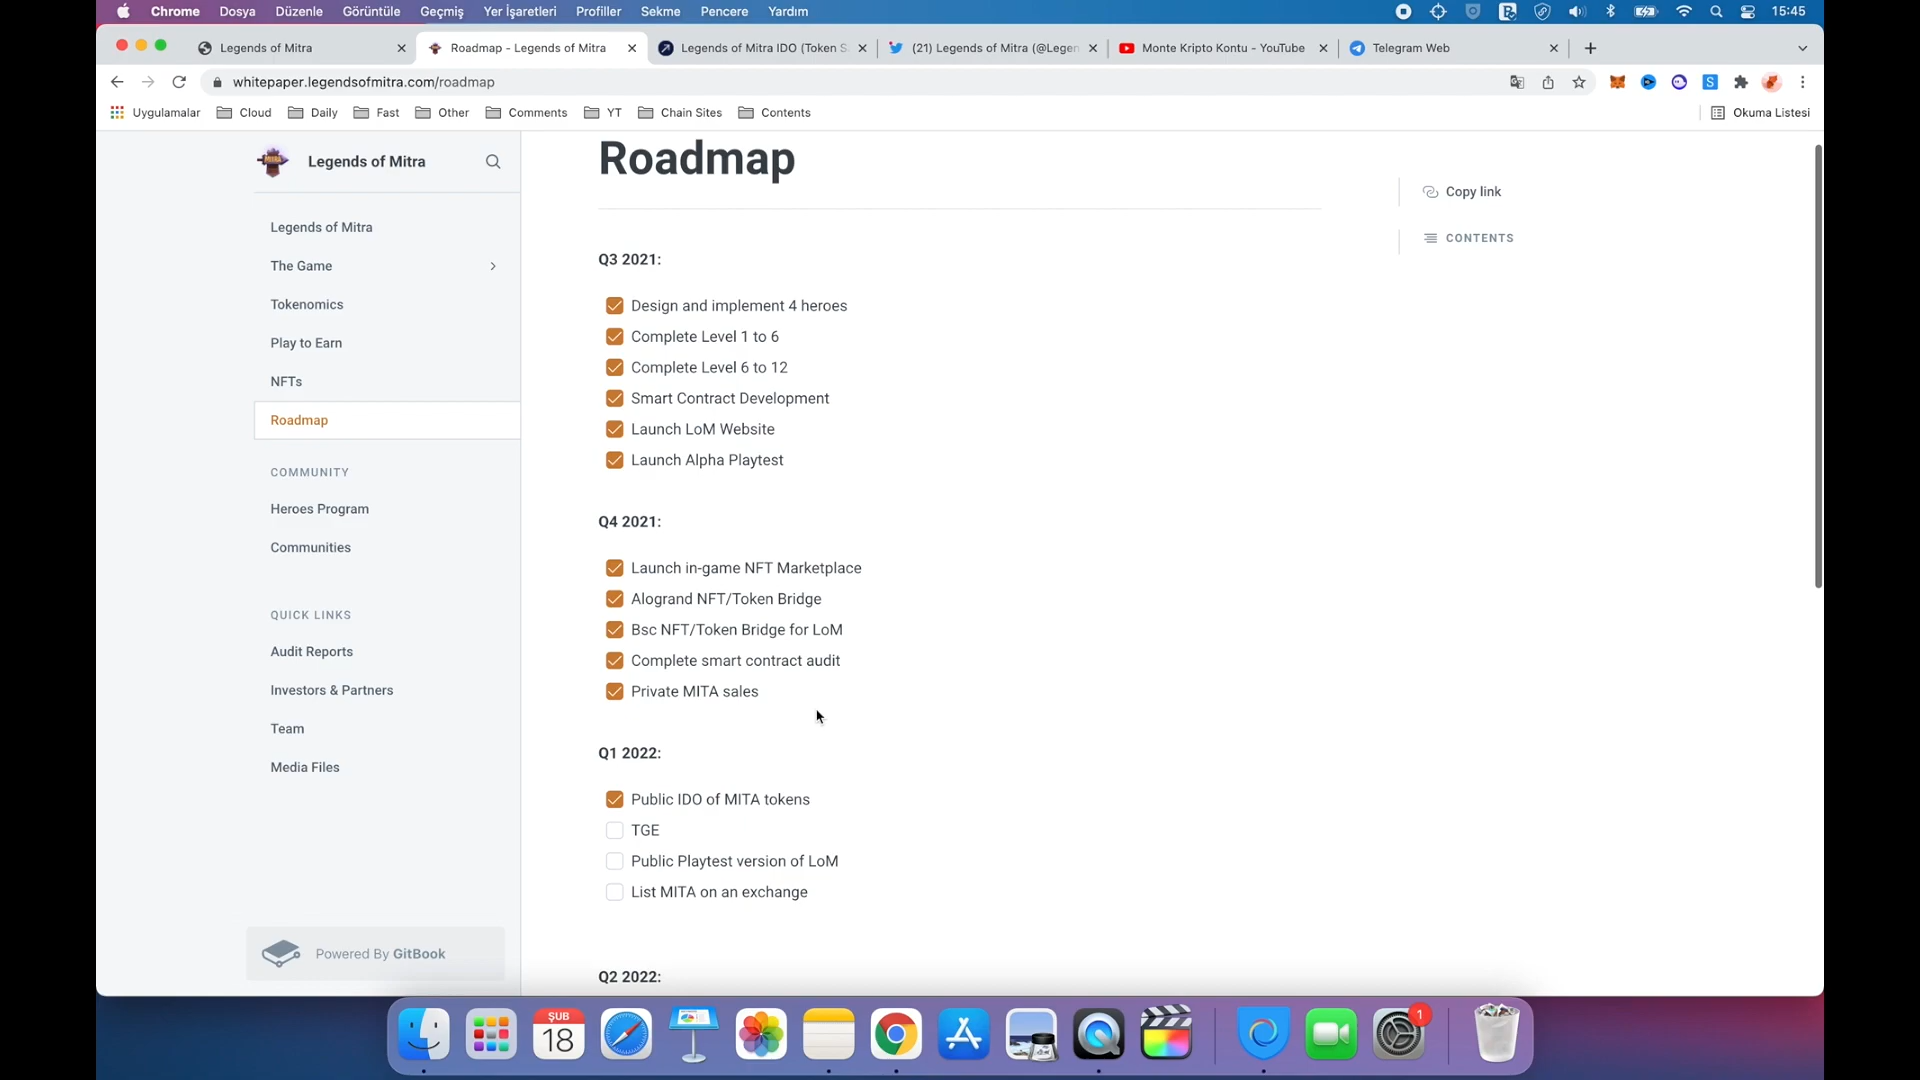 Chrome Dosya Düzenle Görüntüle Geçmiş Yer İşaretleri Profiller Sekme Pencere Yardım 15:45
Legends of Mitra
Roadmap - Legends of Mitra
Legends of Mitra IDO (Token S
(21) Legends of Mitra (@Legen
Monte Kripto Kontu - YouTube
Telegram Web
whitepaper.legendsofmitra.com/roadmap
Uygulamalar Cloud Daily Fast Other Comments YT Chain Sites Contents Okuma Listesi
Legends of Mitra
Legends of Mitra
The Game
Tokenomics
Play to Earn
NFTs
Roadmap
COMMUNITY
Heroes Program
Communities
QUICK LINKS
Audit Reports
Investors & Partners
Team
Media Files
Powered By GitBook
Roadmap
Q3 2021:
Design and implement 4 heroes
Complete Level 1 to 6
Complete Level 6 to 12
Smart Contract Development
Launch LoM Website
Launch Alpha Playtest
Q4 2021:
Launch in-game NFT Marketplace
Alogrand NFT/Token Bridge
Bsc NFT/Token Bridge for LoM
Complete smart contract audit
Private MITA sales
Q1 2022:
Public IDO of MITA tokens
TGE
Public Playtest version of LoM
List MITA on an exchange
Q2 2022:
Copy link
CONTENTS
ŞUB
18
1